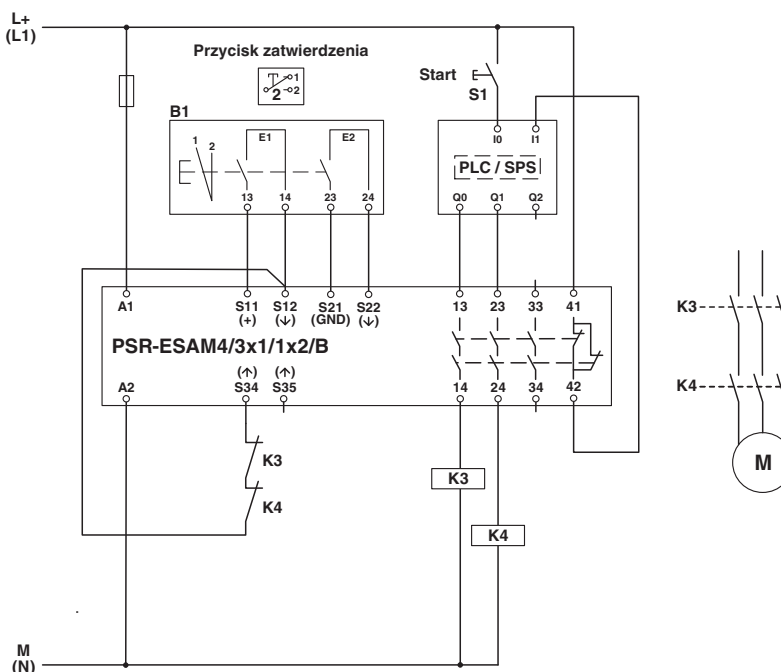 L+
(L1)
Przycisk zatwierdzenia
1
2
2
Start
S1
B1
1
2
E1
E2
13
14
23
24
I0
I1
PLC / SPS
Q0
Q1
Q2
A1
S11
(+)
S12
(↓)
S21
(GND)
S22
(↓)
13
23
33
41
PSR-ESAM4/3x1/1x2/B
A2
(↑)
S34
(↑)
S35
14
24
34
42
K3
K4
K3
K4
K3
K4
M
M
(N)